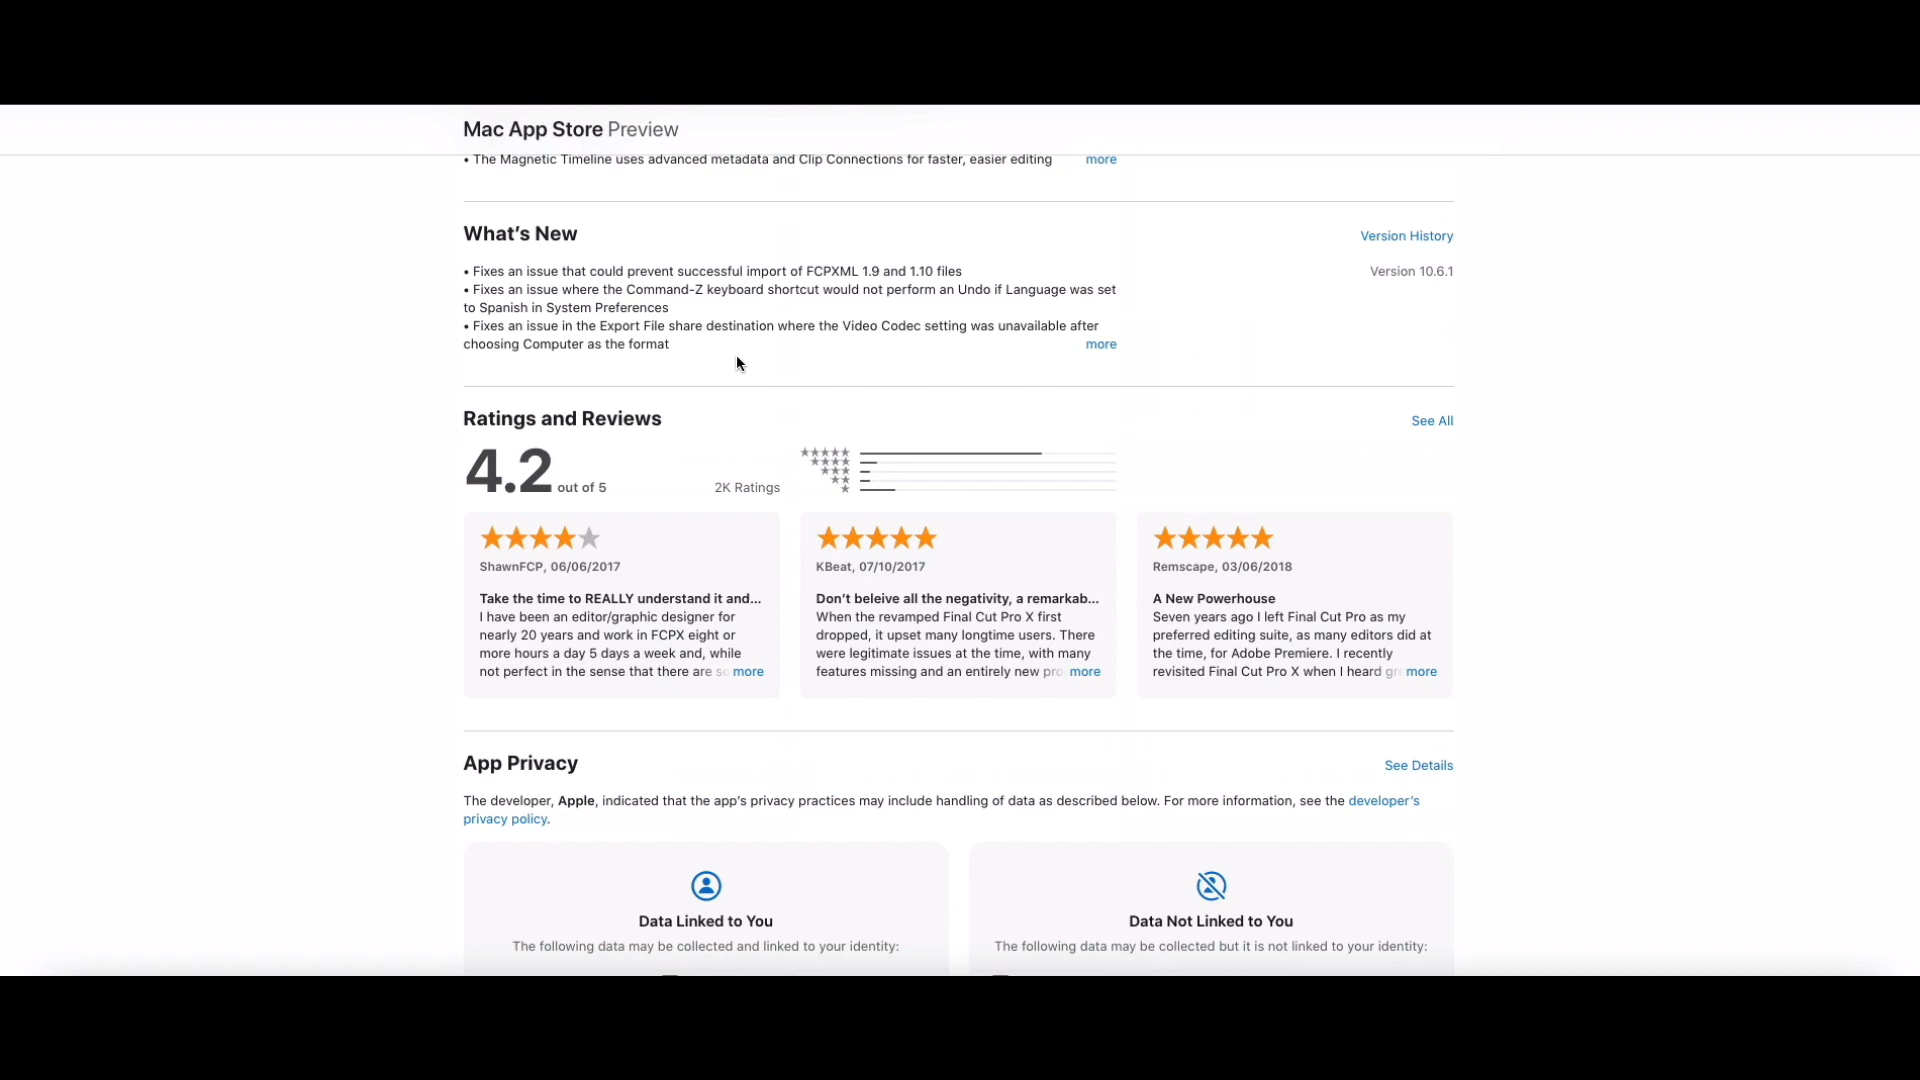 Mac App Store Preview
• The Magnetic Timeline uses advanced metadata and Clip Connections for faster, easier editing more
What's New
Version History
• Fixes an issue that could prevent successful import of FCPXML 1.9 and 1.10 files
Version 10.6.1
• Fixes an issue where the Command-Z keyboard shortcut would not perform an Undo if Language was set
to Spanish in System Preferences
• Fixes an issue in the Export File share destination where the Video Codec setting was unavailable after
choosing Computer as the format more
Ratings and Reviews
See All
4.2 out of 5
2K Ratings
ShawnFCP, 06/06/2017
Take the time to REALLY understand it and...
I have been an editor/graphic designer for
nearly 20 years and work in FCPX eight or
more hours a day 5 days a week and, while
not perfect in the sense that there are so more
KBeat, 07/10/2017
Don't beleive all the negativity, a remarkab...
When the revamped Final Cut Pro X first
dropped, it upset many longtime users. There
were legitimate issues at the time, with many
features missing and an entirely new pro more
Remscape, 03/06/2018
A New Powerhouse
Seven years ago I left Final Cut Pro as my
preferred editing suite, as many editors did at
the time, for Adobe Premiere. I recently
revisited Final Cut Pro X when I heard gr more
App Privacy
See Details
The developer, Apple, indicated that the app's privacy practices may include handling of data as described below. For more information, see the developer's
privacy policy.
Data Linked to You
The following data may be collected and linked to your identity:
Data Not Linked to You
The following data may be collected but it is not linked to your identity: